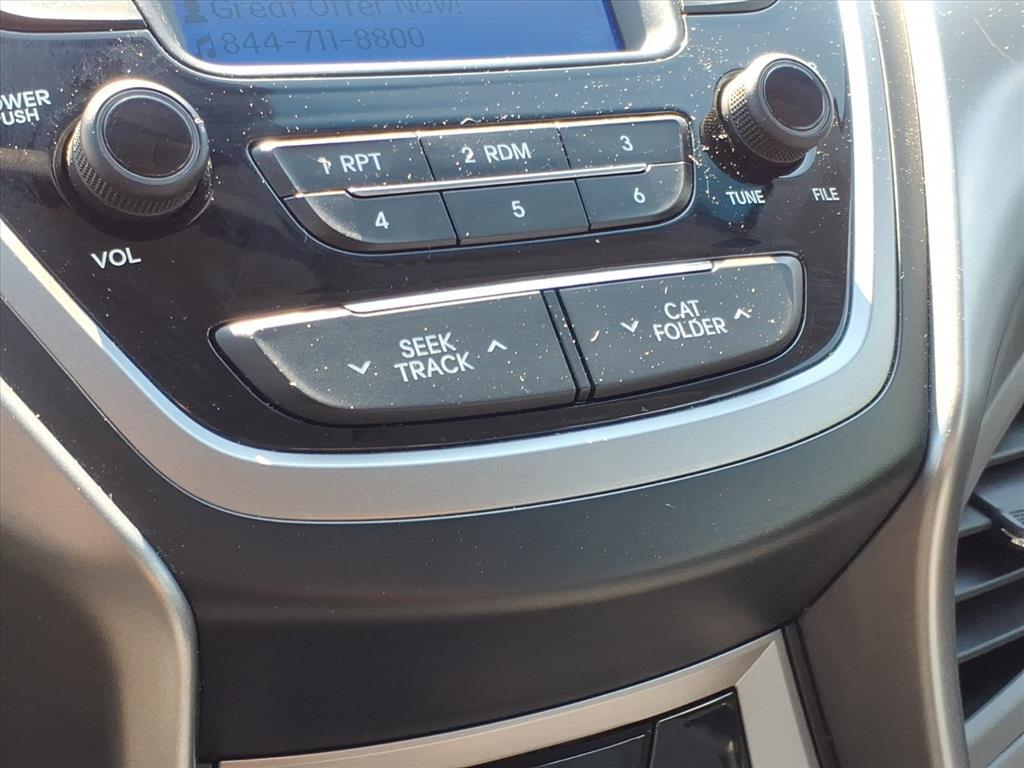 Great Offer Now!
844-711-8800
OWER
PUSH
VOL
1 RPT
2 RDM
3
4
5
6
TUNE
FILE
SEEK
TRACK
CAT
FOLDER